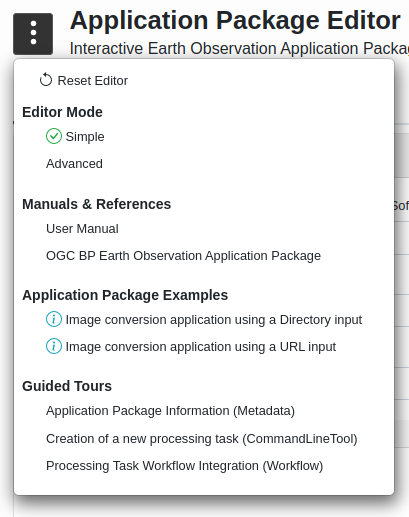 Application Package Editor
Interactive Earth Observation Application
Reset Editor
Editor Mode
Simple
Advanced
Manuals & References
User Manual
OGC BP Earth Observation Application Package
Application Package Examples
Image conversion application using a Directory input
Image conversion application using a URL input
Guided Tours
Application Package Information (Metadata)
Creation of a new processing task (CommandLineTool)
Processing Task Workflow Integration (Workflow)